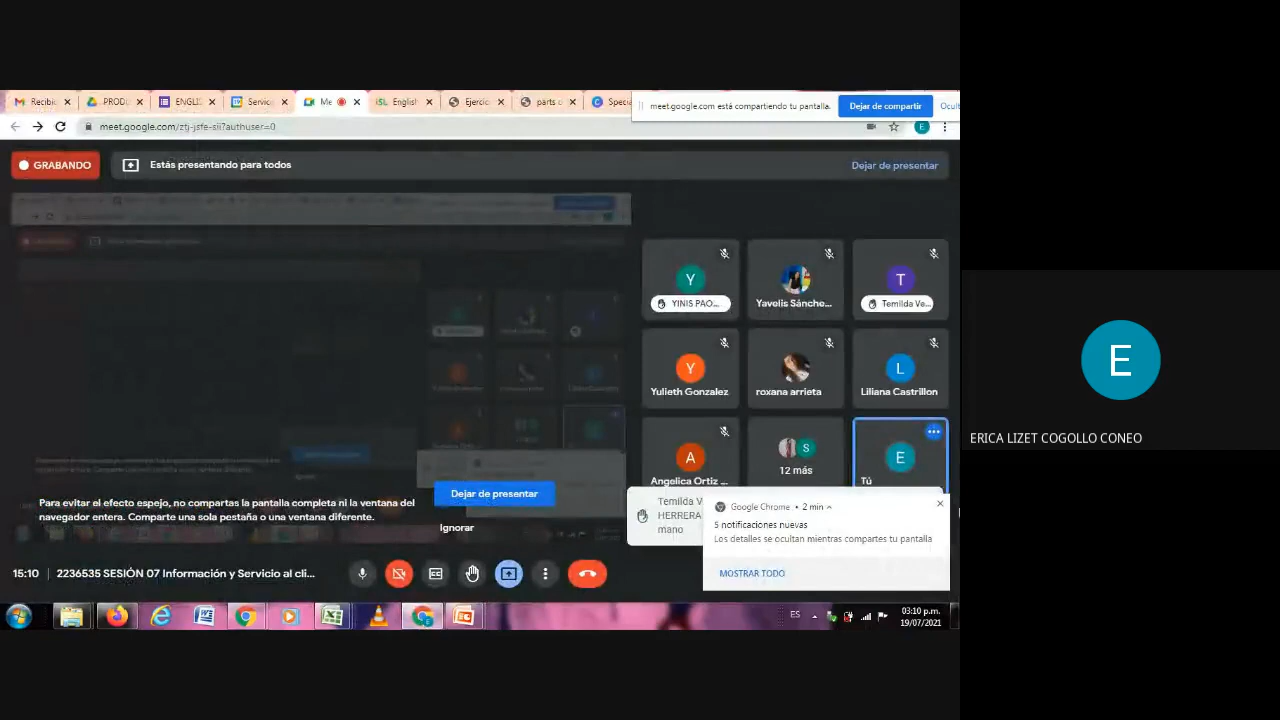 Recibi
PRODU
ENGLIS
Servici
Me
English
Ejercic
parts o
Specia
meet.google.com está compartiendo tu pantalla.
Dejar de compartir
Ocult
meet.google.com/ztj-jsfe-sii?authuser=0
E
GRABANDO
Estás presentando para todos
Dejar de presentar
Y
YINIS PAO...
Yavelis Sánche...
T
Temilda Ve...
Y
Yulieth Gonzalez
roxana arrieta
L
Liliana Castrillon
A
Angelica Ortiz ...
S
12 más
E
Tú
E
ERICA LIZET COGOLLO CONEO
Para evitar el efecto espejo, no compartas la pantalla completa ni la ventana del
navegador entera. Comparte una sola pestaña o una ventana diferente.
Dejar de presentar
Ignorar
Temilda V
HERRERA
mano
Google Chrome • 2 min
5 notificaciones nuevas
Los detalles se ocultan mientras compartes tu pantalla
MOSTRAR TODO
15:10
2236535 SESIÓN 07 Información y Servicio al cli...
ES
03:10 p.m.
19/07/2021